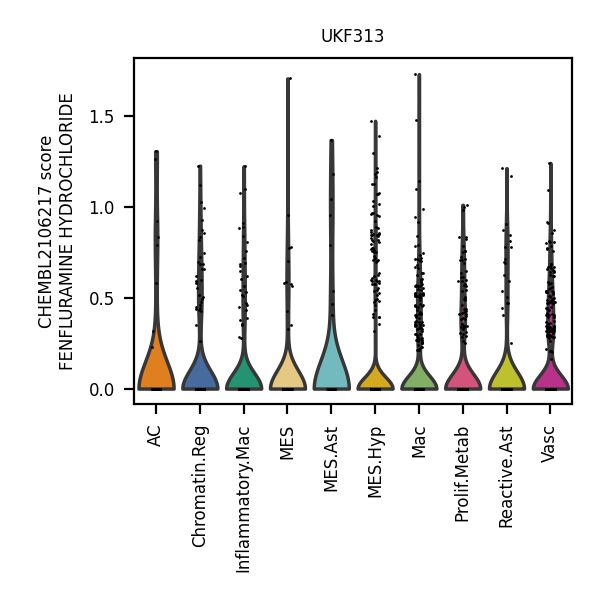 UKF313
CHEMBL2106217 score
FENFLURAMINE HYDROCHLORIDE
1.5
1.0
0.5
0.0
AC
Chromatin.Reg
Inflammatory.Mac
MES
MES.Ast
MES.Hyp
Mac
Prolif.Metab
Reactive.Ast
Vasc